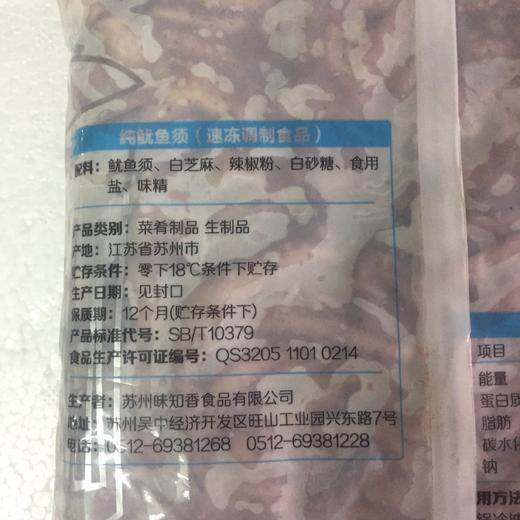 纯鱿鱼须（速冻调制食品）
配料：鱿鱼须、白芝麻、辣椒粉、白砂糖、食用
盐、味精
产品类别：菜肴制品 生制品
产地：江苏省苏州市
贮存条件：零下18℃条件下贮存
生产日期：见封口
保质期：12个月(贮存条件下)
产品标准代号：SB/T10379
食品生产许可证编号：QS3205 1101 0214
生产者：苏州味知香食品有限公司
地址：苏州吴中经济开发区旺山工业园兴东路7号
电话：0512-69381268 0512-69381228
项目
能量
蛋白质
脂肪
碳水化
钠
用方法